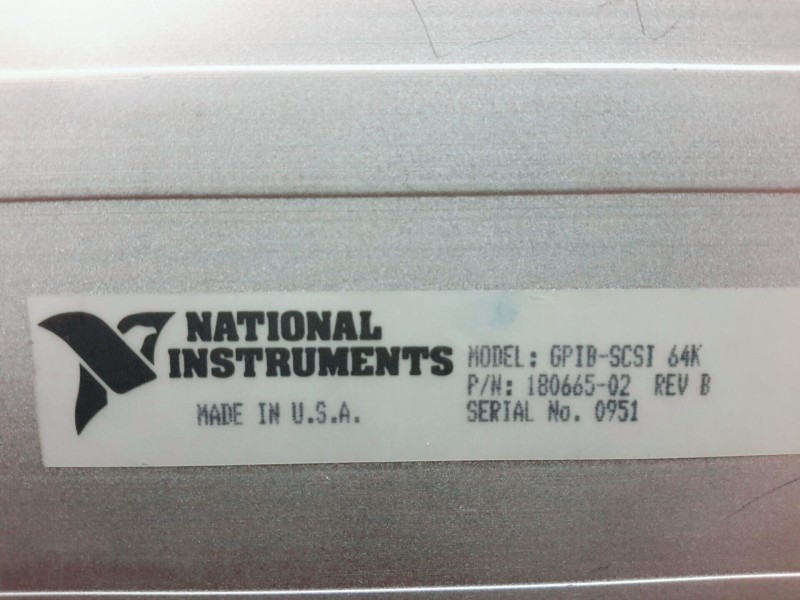 NATIONAL
INSTRUMENTS
MADE IN U.S.A.
MODEL: GPIB-SCSI 64K
P/N: 180665-02 REV B
SERIAL No. 0951